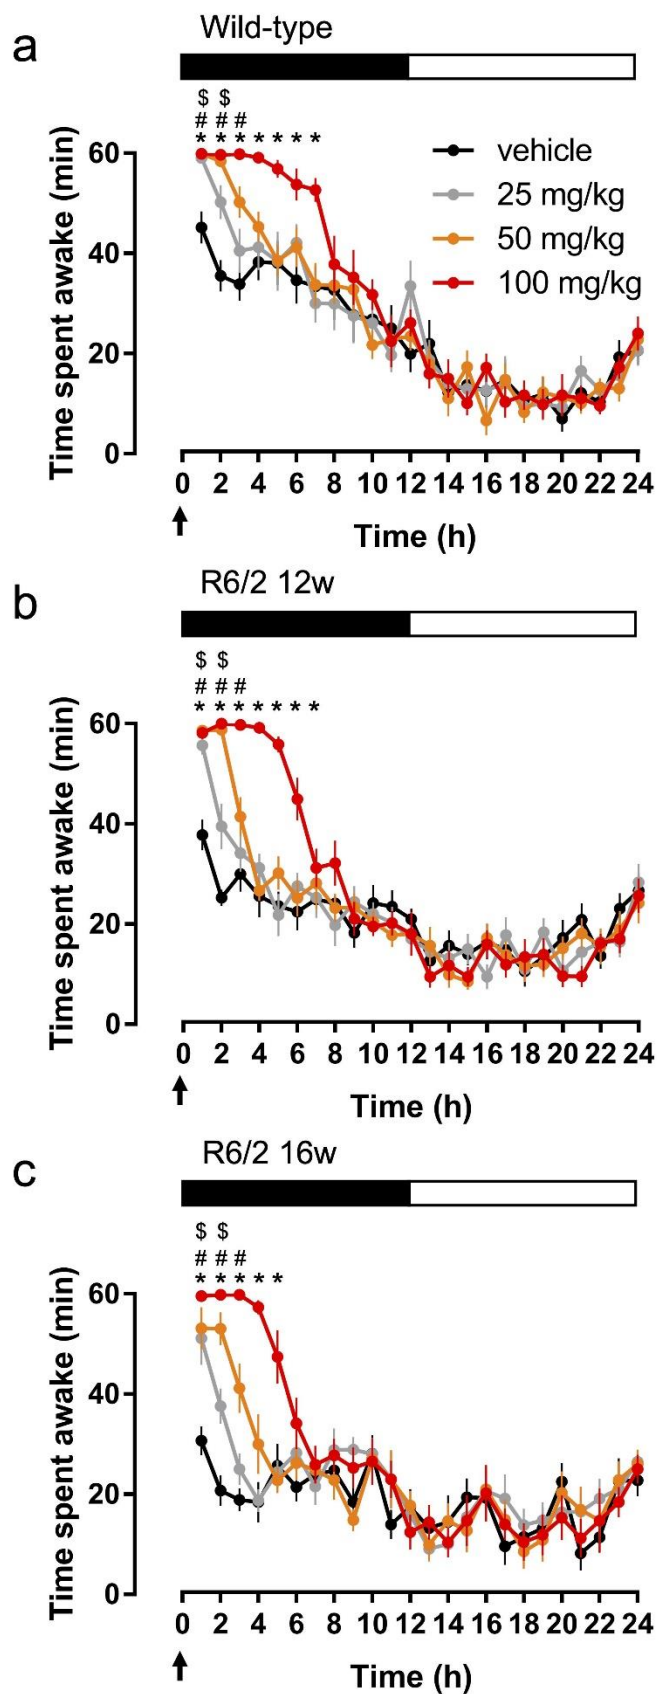 a
Wild-type
$ $
# # #
* * * * * * *
Time spent awake (min)
60
40
20
0
vehicle
25 mg/kg
50 mg/kg
100 mg/kg
0 2 4 6 8 10 12 14 16 18 20 22 24
Time (h)
b
R6/2 12w
$ $
# # #
* * * * * * *
Time spent awake (min)
60
40
20
0
0 2 4 6 8 10 12 14 16 18 20 22 24
Time (h)
c
R6/2 16w
$ $
# # #
* * * * *
Time spent awake (min)
60
40
20
0
0 2 4 6 8 10 12 14 16 18 20 22 24
Time (h)